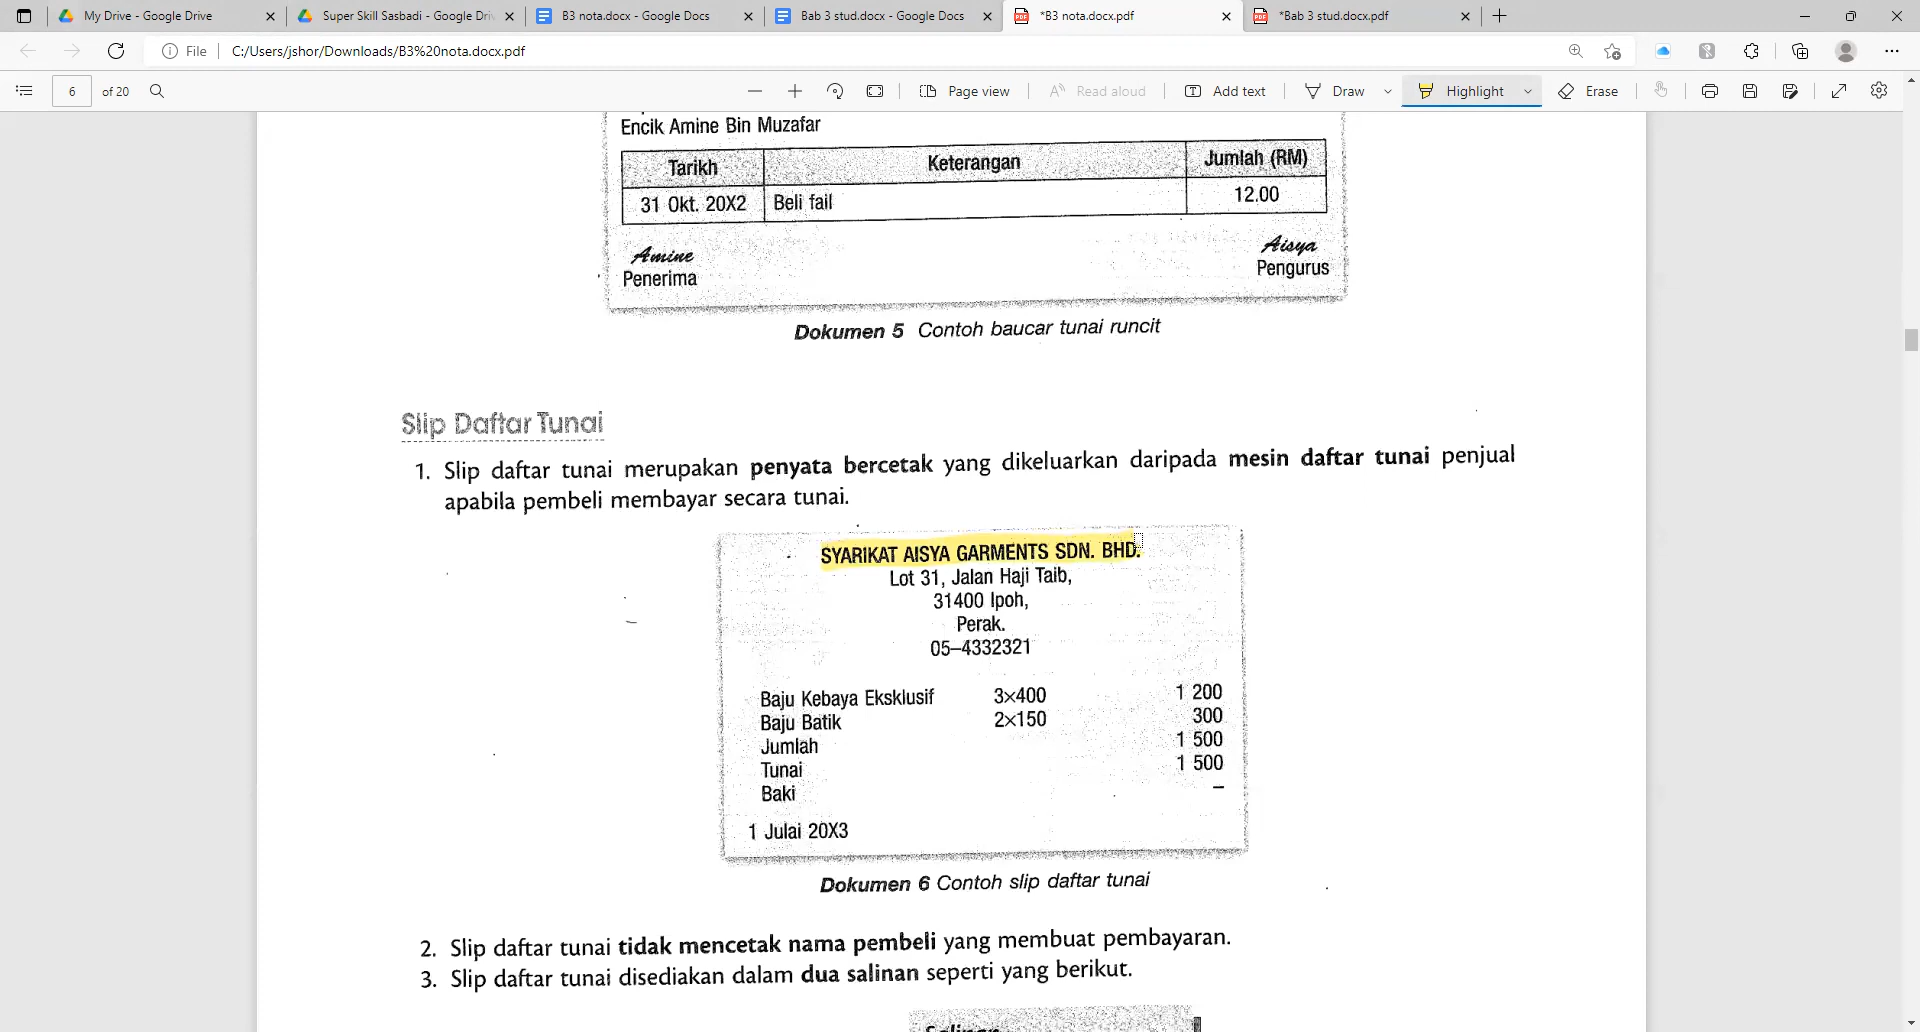 My Drive - Google Drive
Super Skill Sasbadi - Google Driv
B3 nota.docx - Google Docs
Bab 3 stud.docx - Google Docs
*B3 nota.docx.pdf
*Bab 3 stud.docx.pdf
File
C:/Users/jshor/Downloads/B3%20nota.docx.pdf
6 of 20
Page view
Read aloud
Add text
Draw
Highlight
Erase
Encik Amine Bin Muzafar
Tarikh Keterangan Jumlah (RM)
31 Okt. 20X2 Beli fail 12.00
Amine Aisya
Penerima Pengurus
Dokumen 5 Contoh baucar tunai runcit
Slip Daftar Tunai
1. Slip daftar tunai merupakan penyata bercetak yang dikeluarkan daripada mesin daftar tunai penjual
apabila pembeli membayar secara tunai.
SYARIKAT AISYA GARMENTS SDN. BHD.
Lot 31, Jalan Haji Taib,
31400 Ipoh,
Perak.
05–4332321
Baju Kebaya Eksklusif 3×400 1 200
Baju Batik 2×150 300
Jumlah 1 500
Tunai 1 500
Baki –
1 Julai 20X3
Dokumen 6 Contoh slip daftar tunai
2. Slip daftar tunai tidak mencetak nama pembeli yang membuat pembayaran.
3. Slip daftar tunai disediakan dalam dua salinan seperti yang berikut.